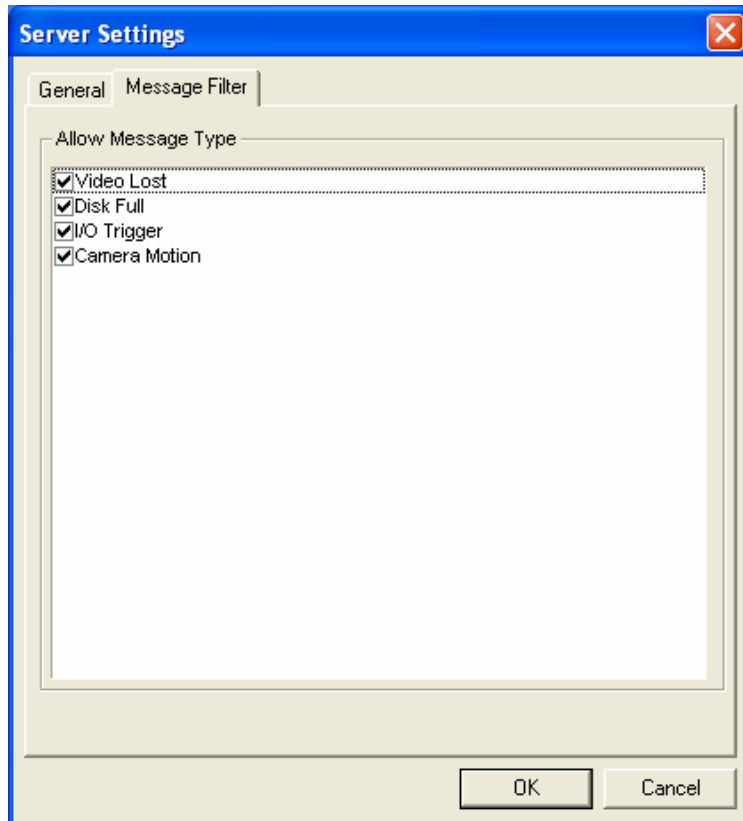 Server Settings
General Message Filter
Allow Message Type
Video Lost
Disk Full
I/O Trigger
Camera Motion
OK Cancel